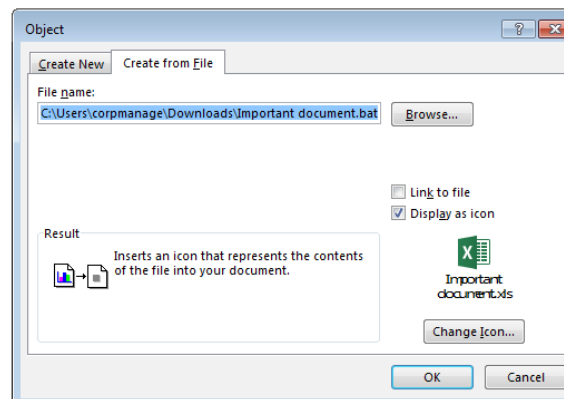 Object
Create New
Create from File
File name:
C:\Users\corpmanage\Downloads\Important document.bat
Browse...
Link to file
Display as icon
Result
Inserts an icon that represents the contents
of the file into your document.
Important
document.xls
Change Icon...
OK
Cancel